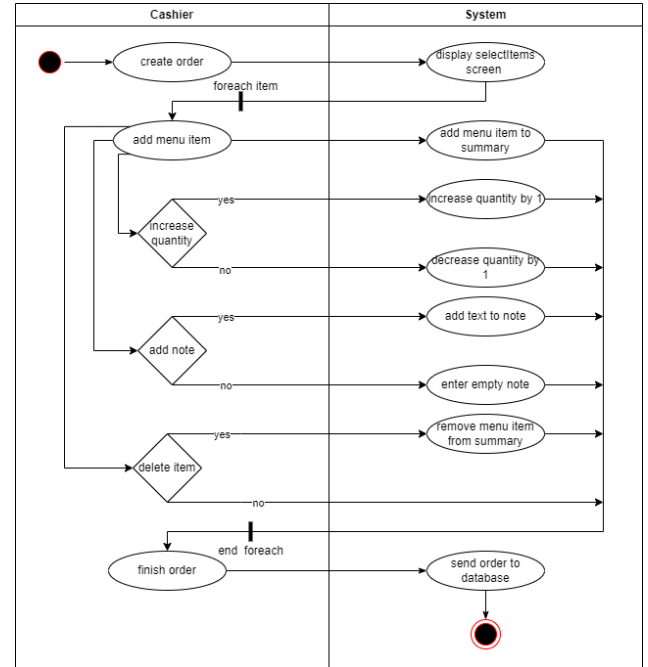 Cashier
System
create order
display selectItems
screen
foreach item
add menu item
add menu item to
summary
yes
increase quantity by 1
increase
quantity
no
decrease quantity by
1
yes
add text to note
add note
no
enter empty note
yes
remove menu item
from summary
delete item
no
end foreach
finish order
send order to
database